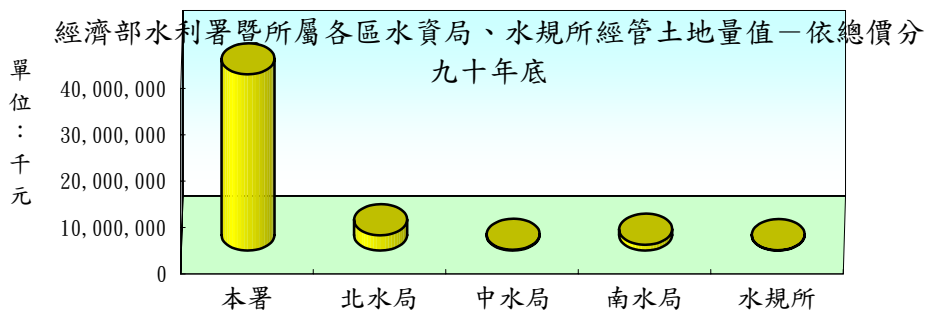 經濟部水利署暨所屬各區水資局、水規所經管土地量值－依總價分
九十年底
單位：千元
40,000,000
30,000,000
20,000,000
10,000,000
0
本署 北水局 中水局 南水局 水規所